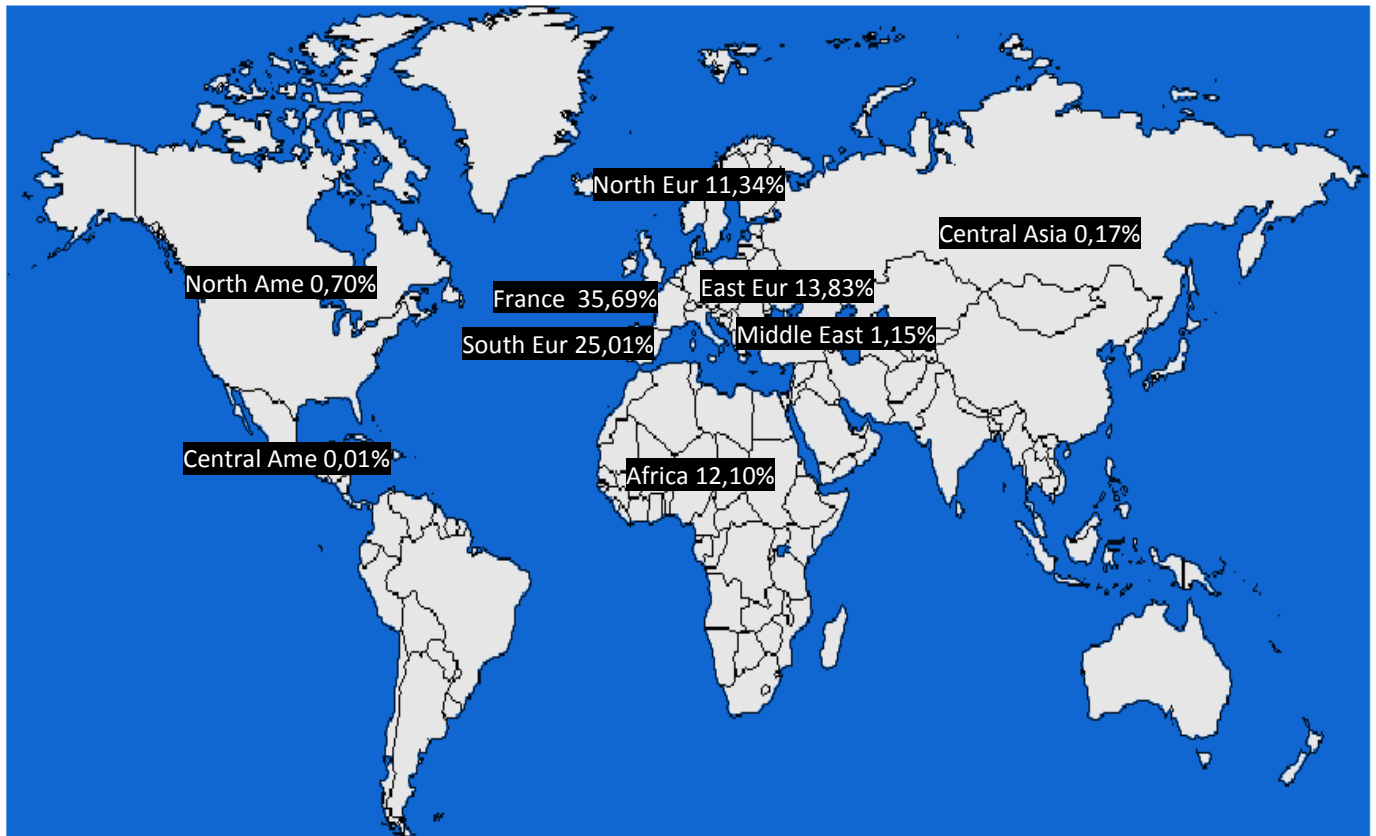 North Eur 11,34%
Central Asia 0,17%
North Ame 0,70%
East Eur 13,83%
France 35,69%
Middle East 1,15%
South Eur 25,01%
Central Ame 0,01%
Africa 12,10%